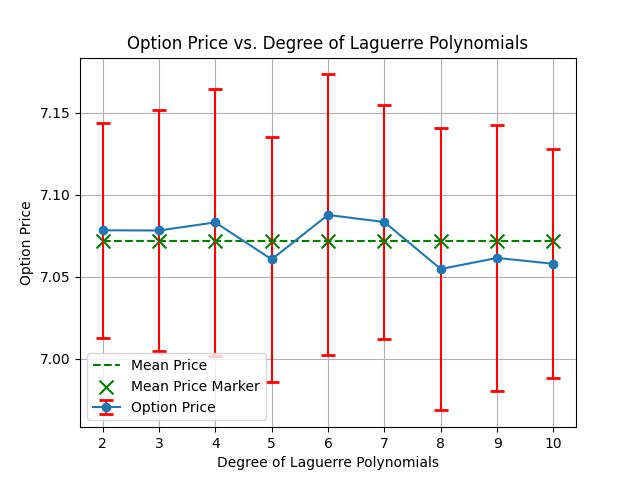 Option Price vs. Degree of Laguerre Polynomials
7.15
7.10
7.05
7.00
Option Price
Mean Price
Mean Price Marker
Option Price
2 3 4 5 6 7 8 9 10
Degree of Laguerre Polynomials